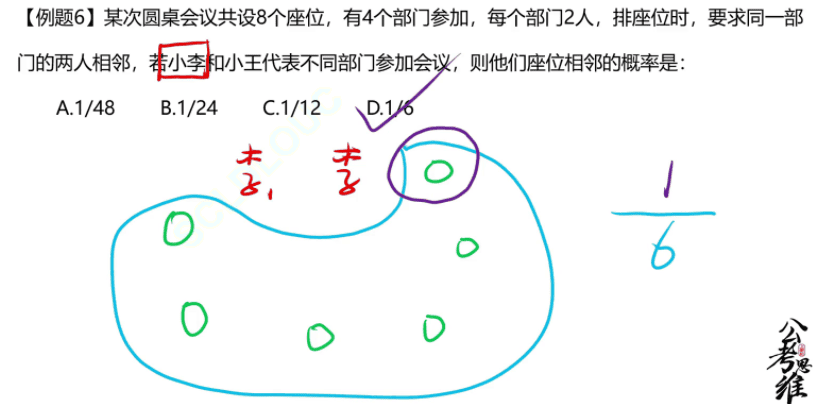 【例题6】某次圆桌会议共设8个座位，有4个部门参加，每个部门2人，排座位时，要求同一部
门的两人相邻，若小李和小王代表不同部门参加会议，则他们座位相邻的概率是：
A.1/48 B.1/24 C.1/12 D.1/6
李₁ 李
1
6
公考思维